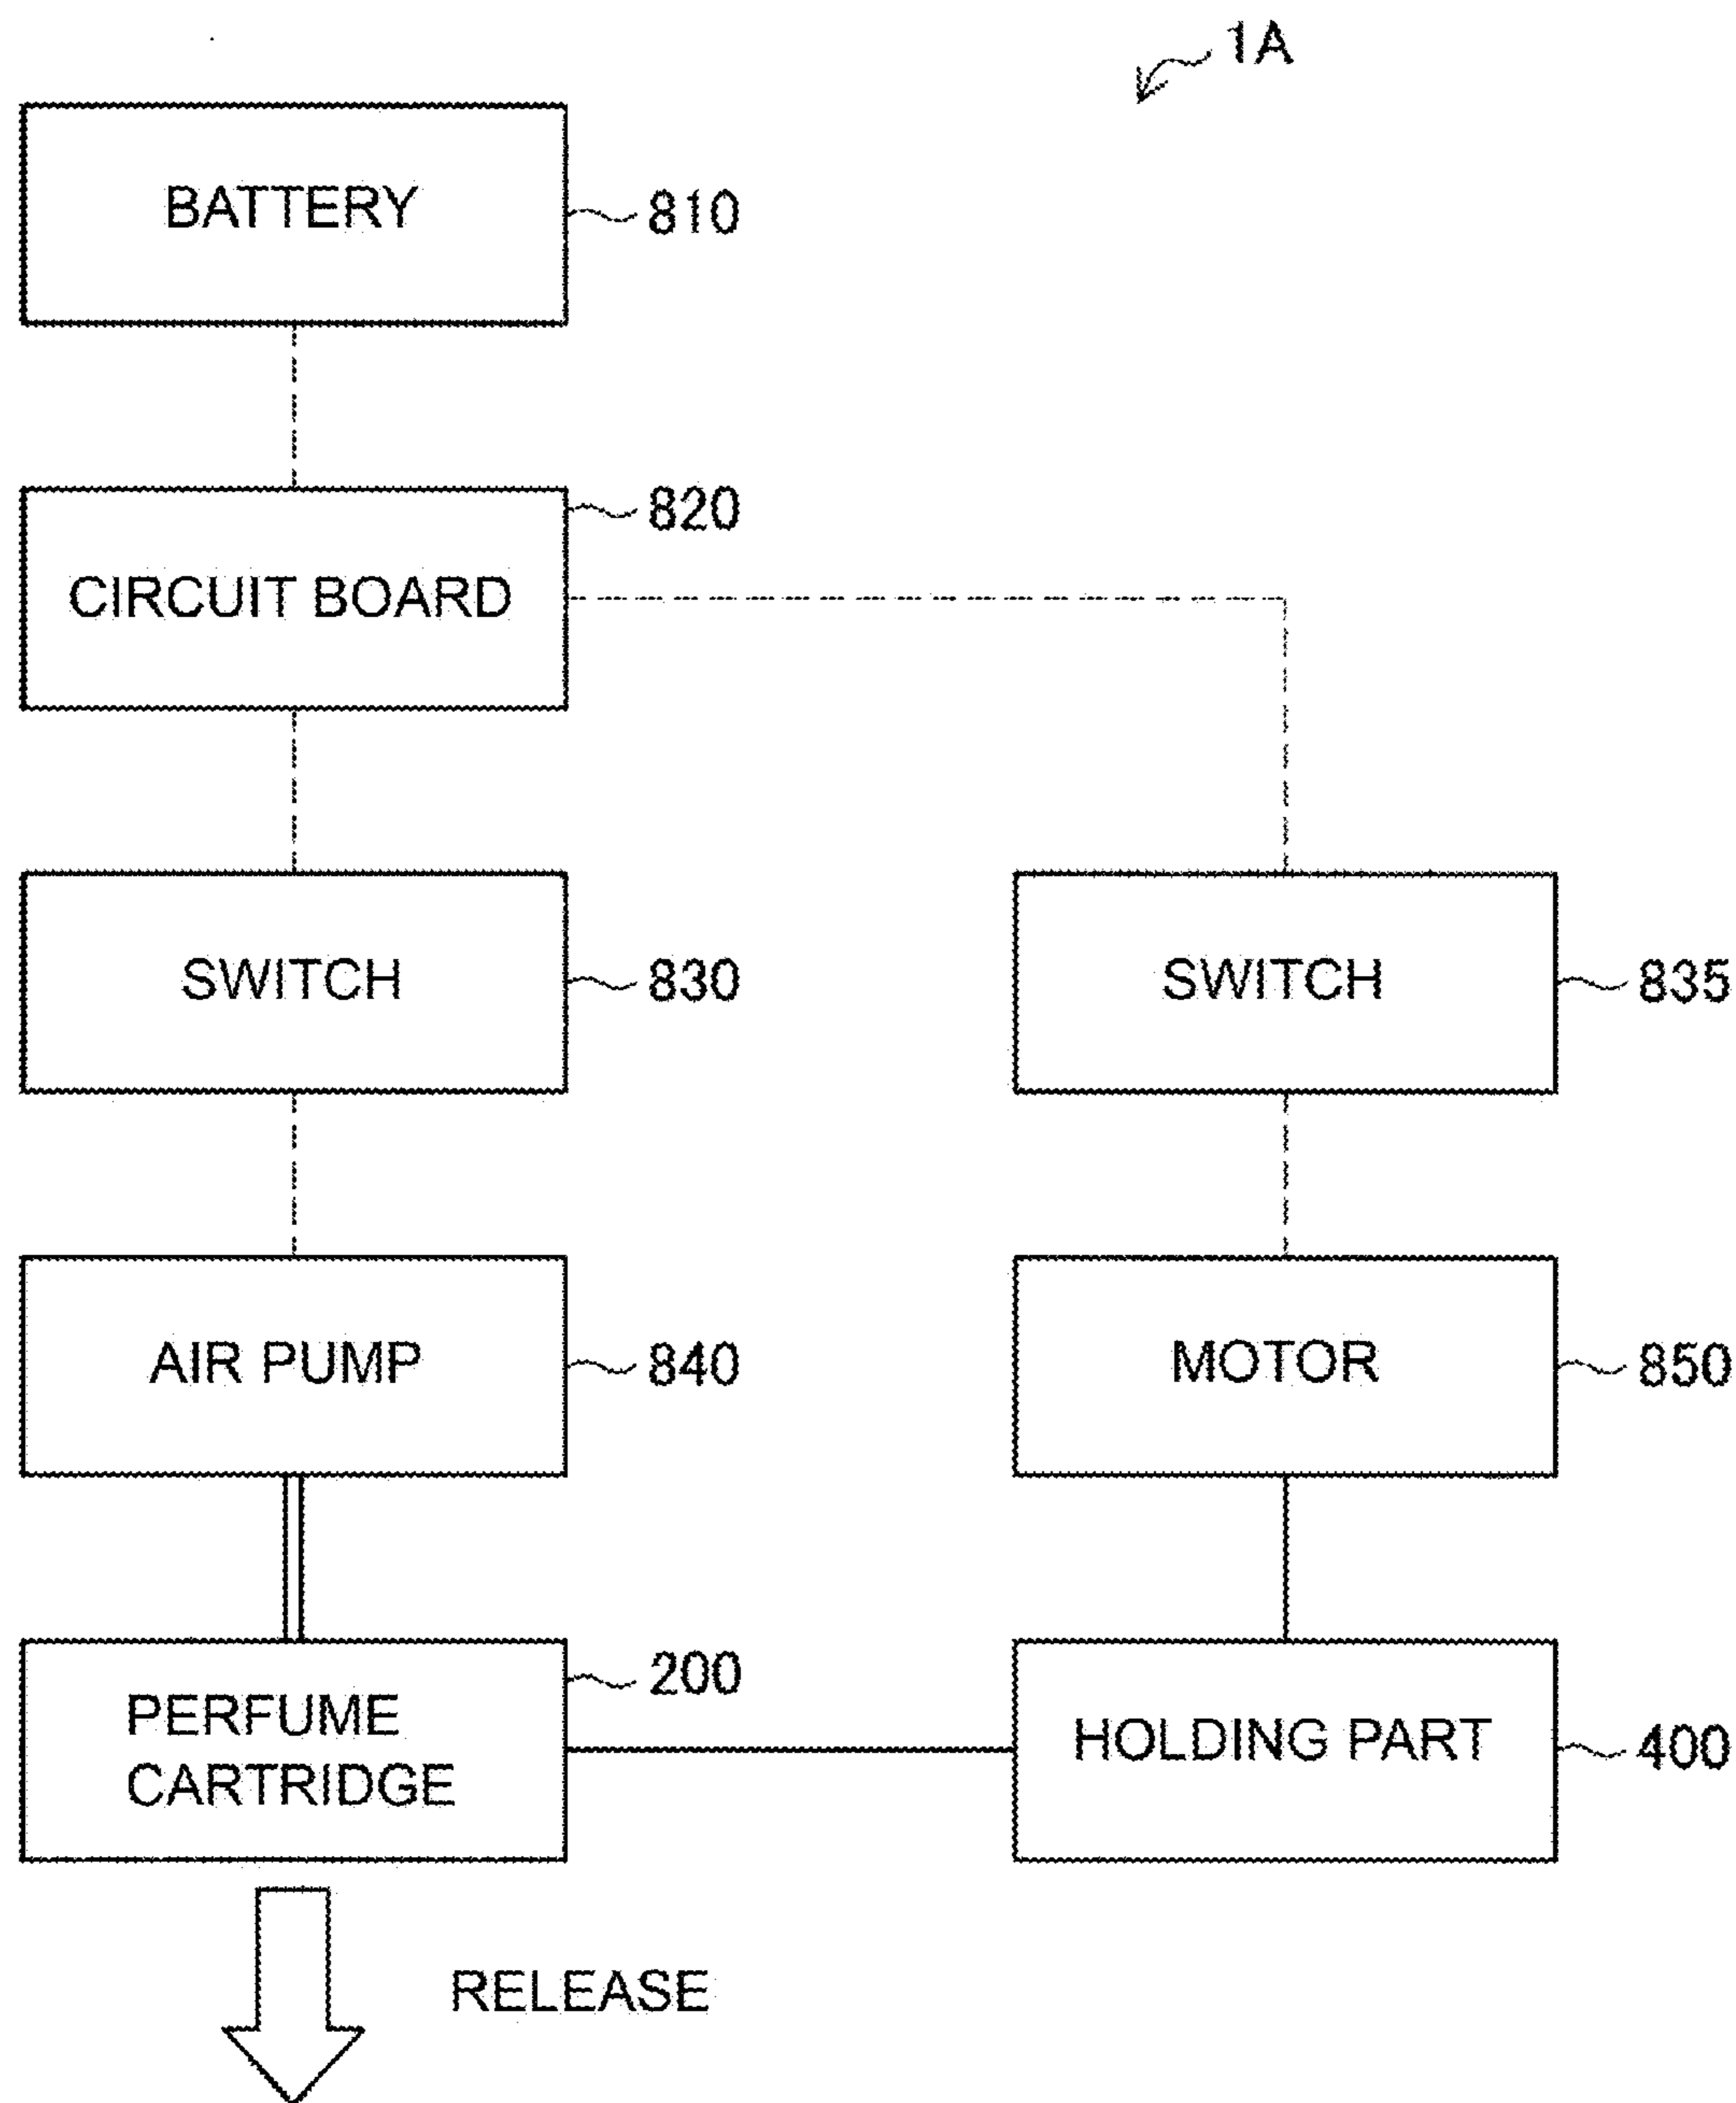 1A
BATTERY
810
820
CIRCUIT BOARD
SWITCH
830
SWITCH
835
AIR PUMP
840
MOTOR
850
PERFUME
CARTRIDGE
200
HOLDING PART
400
RELEASE